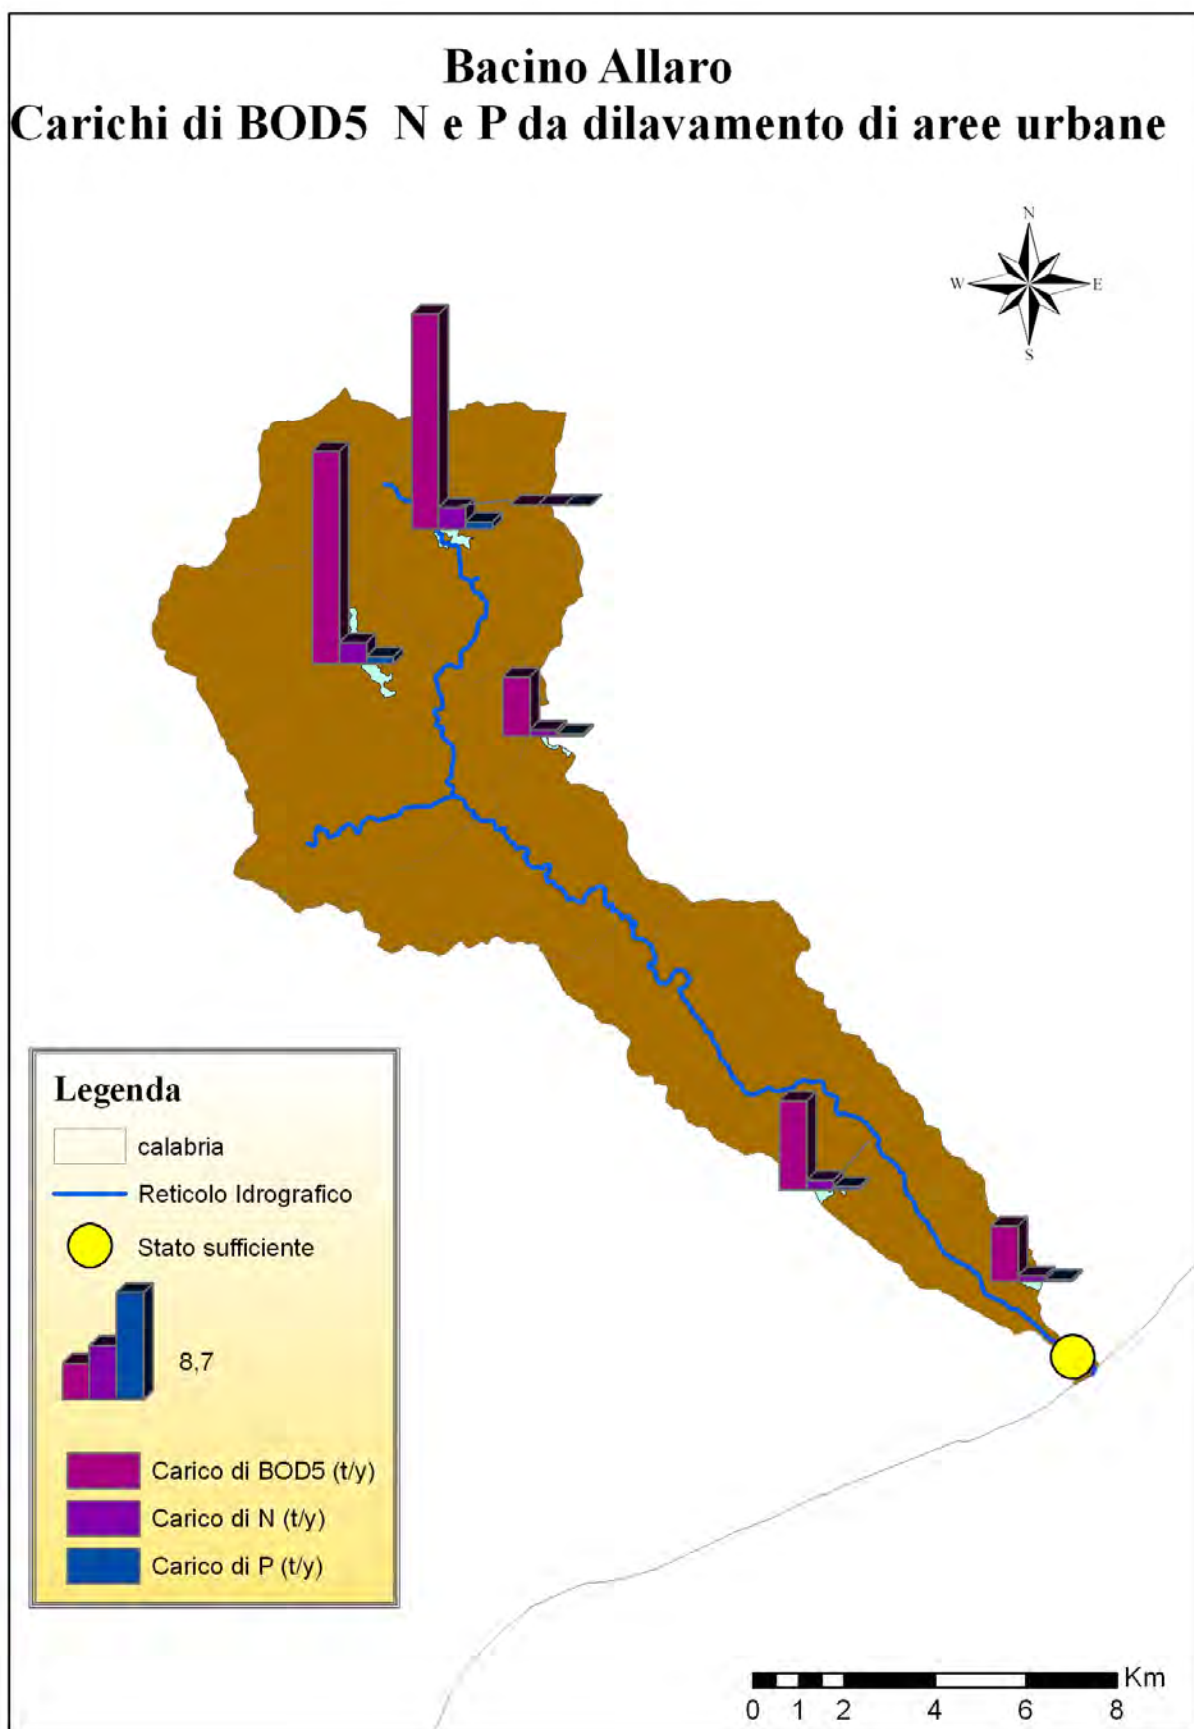 Bacino Allaro
Carichi di BOD5 N e P da dilavamento di aree urbane
N
W E
S
Legenda
calabria
Reticolo Idrografico
Stato sufficiente
8,7
Carico di BOD5 (t/y)
Carico di N (t/y)
Carico di P (t/y)
Km
0 1 2 4 6 8